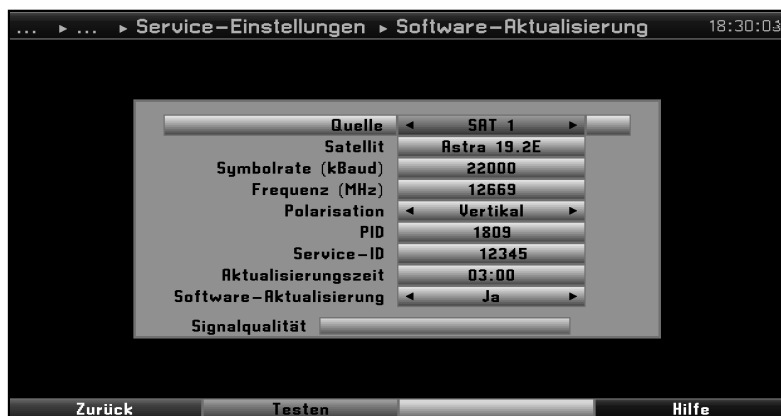 ... ▸ ... ▸ Service-Einstellungen ▸ Software-Aktualisierung 18:30:03
Quelle ◂ SAT 1 ▸
Satellit Astra 19.2E
Symbolrate (kBaud) 22000
Frequenz (MHz) 12669
Polarisation ◂ Vertikal ▸
PID 1809
Service-ID 12345
Aktualisierungszeit 03:00
Software-Aktualisierung ◂ Ja ▸
Signalqualität
Zurück Testen Hilfe